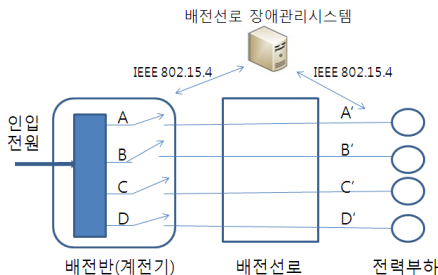 배전선로 장애관리시스템
IEEE 802.15.4
IEEE 802.15.4
인입
전원
A
A′
B
B′
C
C′
D
D′
배전반(계전기)
배전선로
전력부하